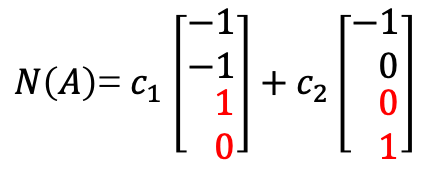 N(A)= c₁ [−1 −1 1 0] + c₂ [−1 0 0 1]